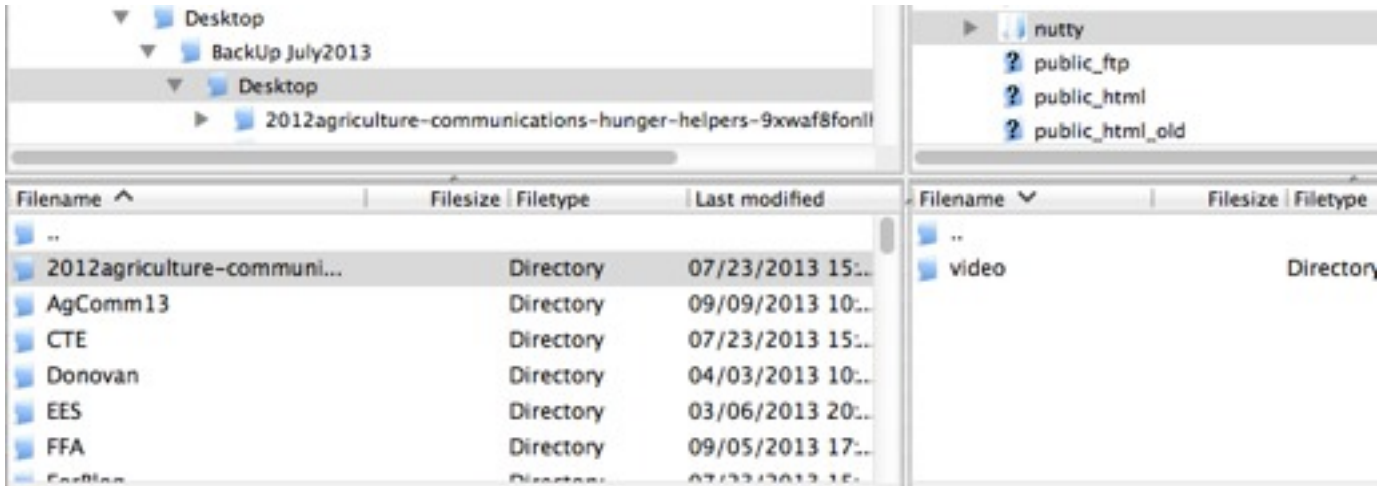 Desktop
BackUp July2013
Desktop
2012agriculture-communications-hunger-helpers-9xwaf8fonlh
nutty
public_ftp
public_html
public_html_old
Filename Filesize Filetype Last modified
..
2012agriculture-communi... Directory 07/23/2013 15:...
AgComm13 Directory 09/09/2013 10:...
CTE Directory 07/23/2013 15:...
Donovan Directory 04/03/2013 10:...
EES Directory 03/06/2013 20:...
FFA Directory 09/05/2013 17:...
Filename Filesize Filetype
..
video Directory